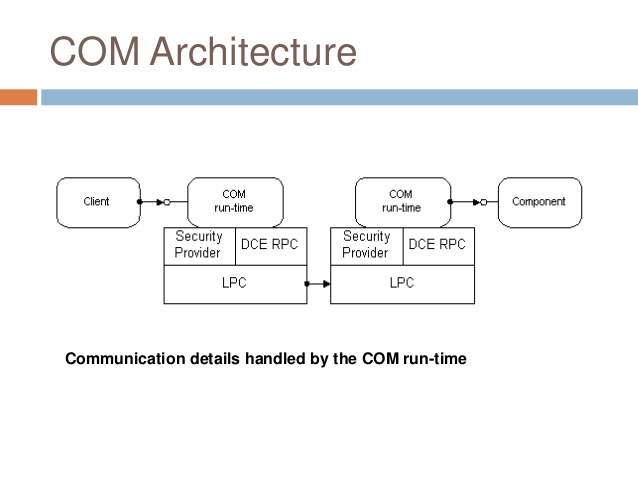 COM Architecture
Client
COM
run-time
COM
run-time
Component
Security
Provider
DCE RPC
Security
Provider
DCE RPC
LPC
LPC
Communication details handled by the COM run-time